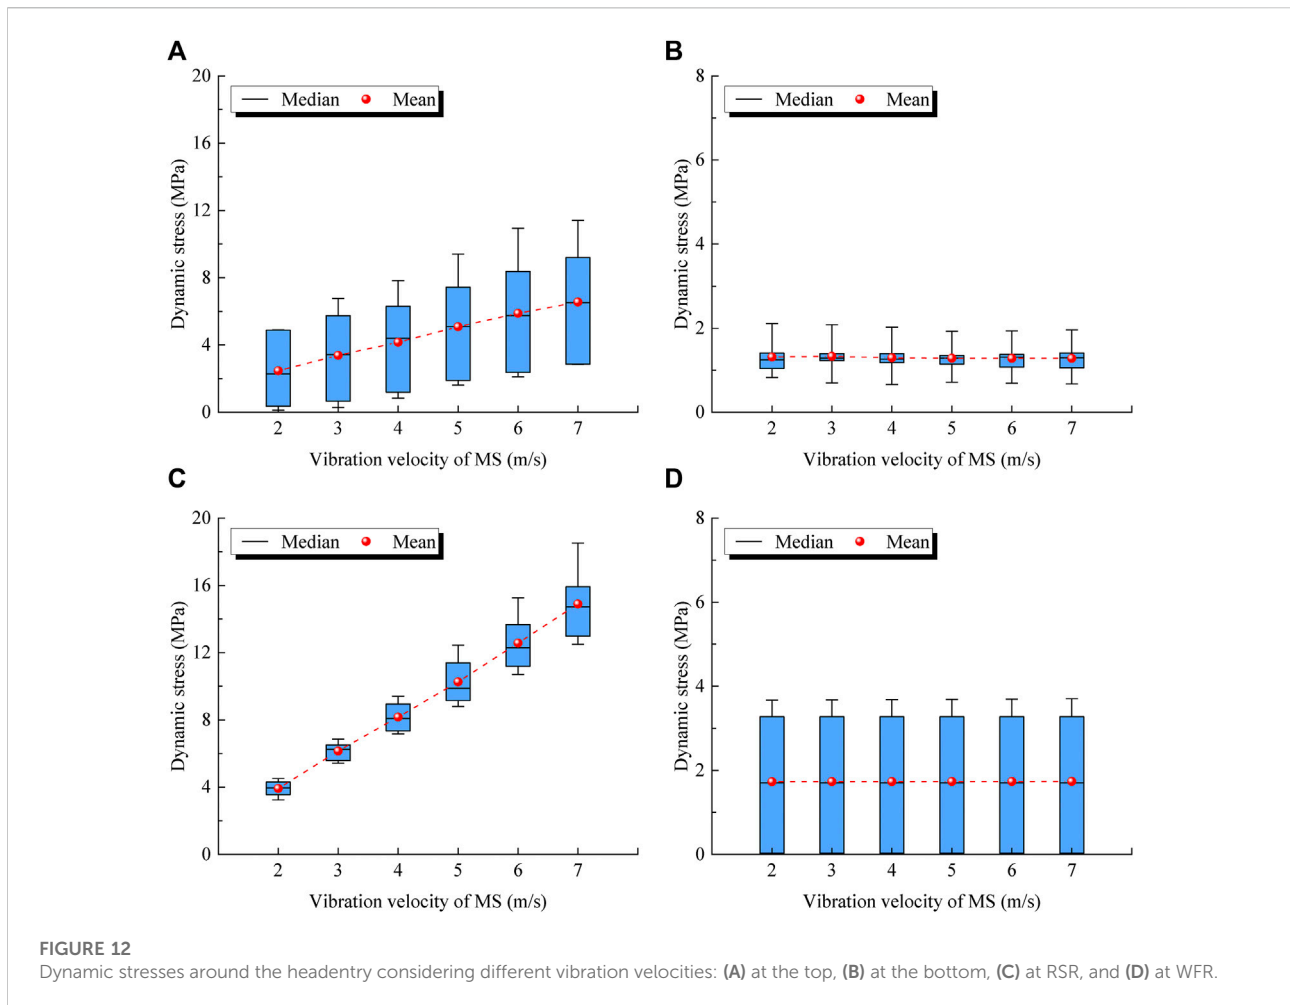 A
20
16
12
8
4
0
Dynamic stress (MPa)
Median Mean
2 3 4 5 6 7
Vibration velocity of MS (m/s)
B
8
6
4
2
0
Dynamic stress (MPa)
Median Mean
2 3 4 5 6 7
Vibration velocity of MS (m/s)
C
20
16
12
8
4
0
Dynamic stress (MPa)
Median Mean
2 3 4 5 6 7
Vibration velocity of MS (m/s)
D
8
6
4
2
0
Dynamic stress (MPa)
Median Mean
2 3 4 5 6 7
Vibration velocity of MS (m/s)
FIGURE 12
Dynamic stresses around the headentry considering different vibration velocities: (A) at the top, (B) at the bottom, (C) at RSR, and (D) at WFR.